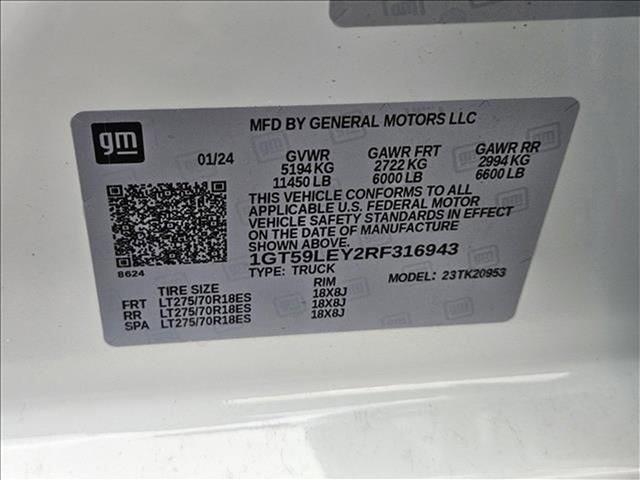 gm
MFD BY GENERAL MOTORS LLC
01/24 GVWR GAWR FRT GAWR RR
5194 KG 2722 KG 2994 KG
11450 LB 6000 LB 6600 LB
THIS VEHICLE CONFORMS TO ALL
APPLICABLE U.S. FEDERAL MOTOR
VEHICLE SAFETY STANDARDS IN EFFECT
ON THE DATE OF MANUFACTURE
SHOWN ABOVE.
8624
1GT59LEY2RF316943
TYPE: TRUCK MODEL: 23TK20953
TIRE SIZE RIM
FRT LT275/70R18ES 18X8J
RR LT275/70R18ES 18X8J
SPA LT275/70R18ES 18X8J